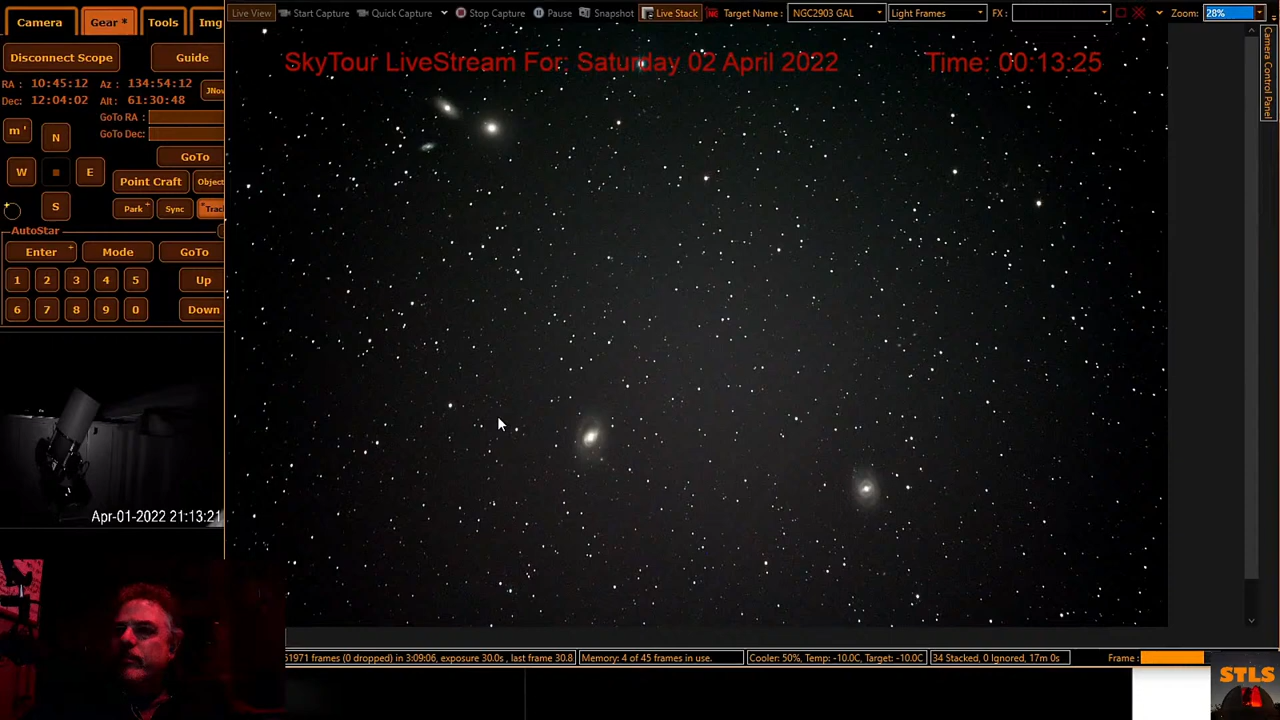 Camera Gear * Tools Img
Live View Start Capture Quick Capture Stop Capture Pause Snapshot Live Stack Target Name : NGC2903 GAL Light Frames FX : Zoom: 28%
Disconnect Scope Guide
SkyTour LiveStream For: Saturday 02 April 2022 Time: 00:13:25
RA : 10:45:12 Az : 134:54:12
Dec: 12:04:02 Alt : 61:30:48
JNow
GoTo RA :
GoTo Dec:
m ' N
GoTo
W E
Point Craft Object
S
Park + Sync Track
AutoStar
Enter + Mode GoTo
1 2 3 4 5 Up
6 7 8 9 0 Down
Camera Control Panel
Apr-01-2022 21:13:21
51971 frames (0 dropped) in 3:09:06, exposure 30.0s , last frame 30.8
Memory: 4 of 45 frames in use.
Cooler: 50%, Temp: -10.0C, Target: -10.0C
34 Stacked, 0 Ignored, 17m 0s
Frame :
STLS